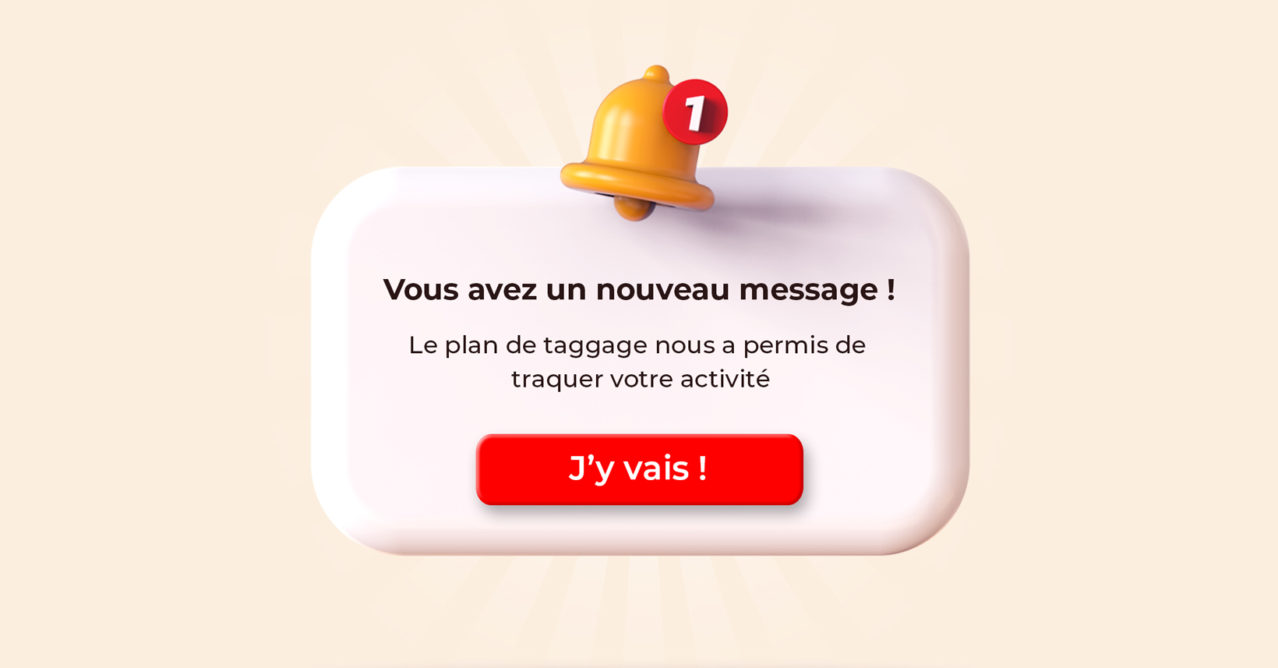 1
Vous avez un nouveau message !
Le plan de taggage nous a permis de
traquer votre activité
J’y vais !